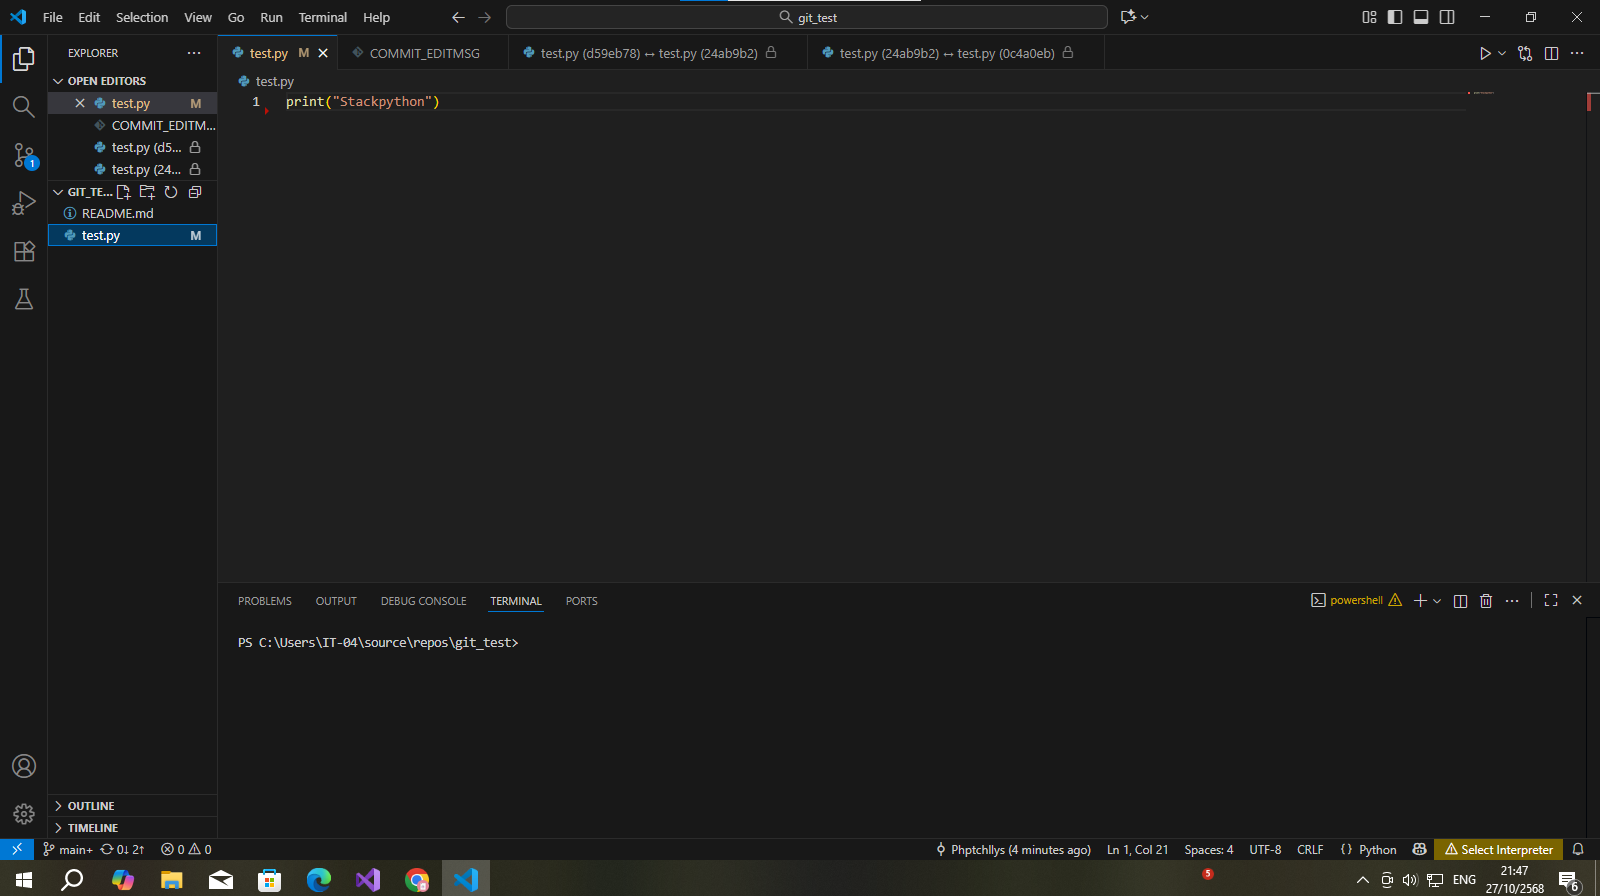 File Edit Selection View Go Run Terminal Help
git_test
EXPLORER
OPEN EDITORS
test.py M
COMMIT_EDITM...
test.py (d5...
test.py (24...
GIT_TE...
README.md
test.py M
OUTLINE
TIMELINE
test.py M
COMMIT_EDITMSG
test.py (d59eb78) ↔ test.py (24ab9b2)
test.py (24ab9b2) ↔ test.py (0c4a0eb)
test.py
1 print("Stackpython")
PROBLEMS OUTPUT DEBUG CONSOLE TERMINAL PORTS
powershell
PS C:\Users\IT-04\source\repos\git_test>
1
main+ 0↓ 2↑ 0 0
Phptchllys (4 minutes ago) Ln 1, Col 21 Spaces: 4 UTF-8 CRLF {} Python Select Interpreter
5
ENG
21:47
27/10/2568
6